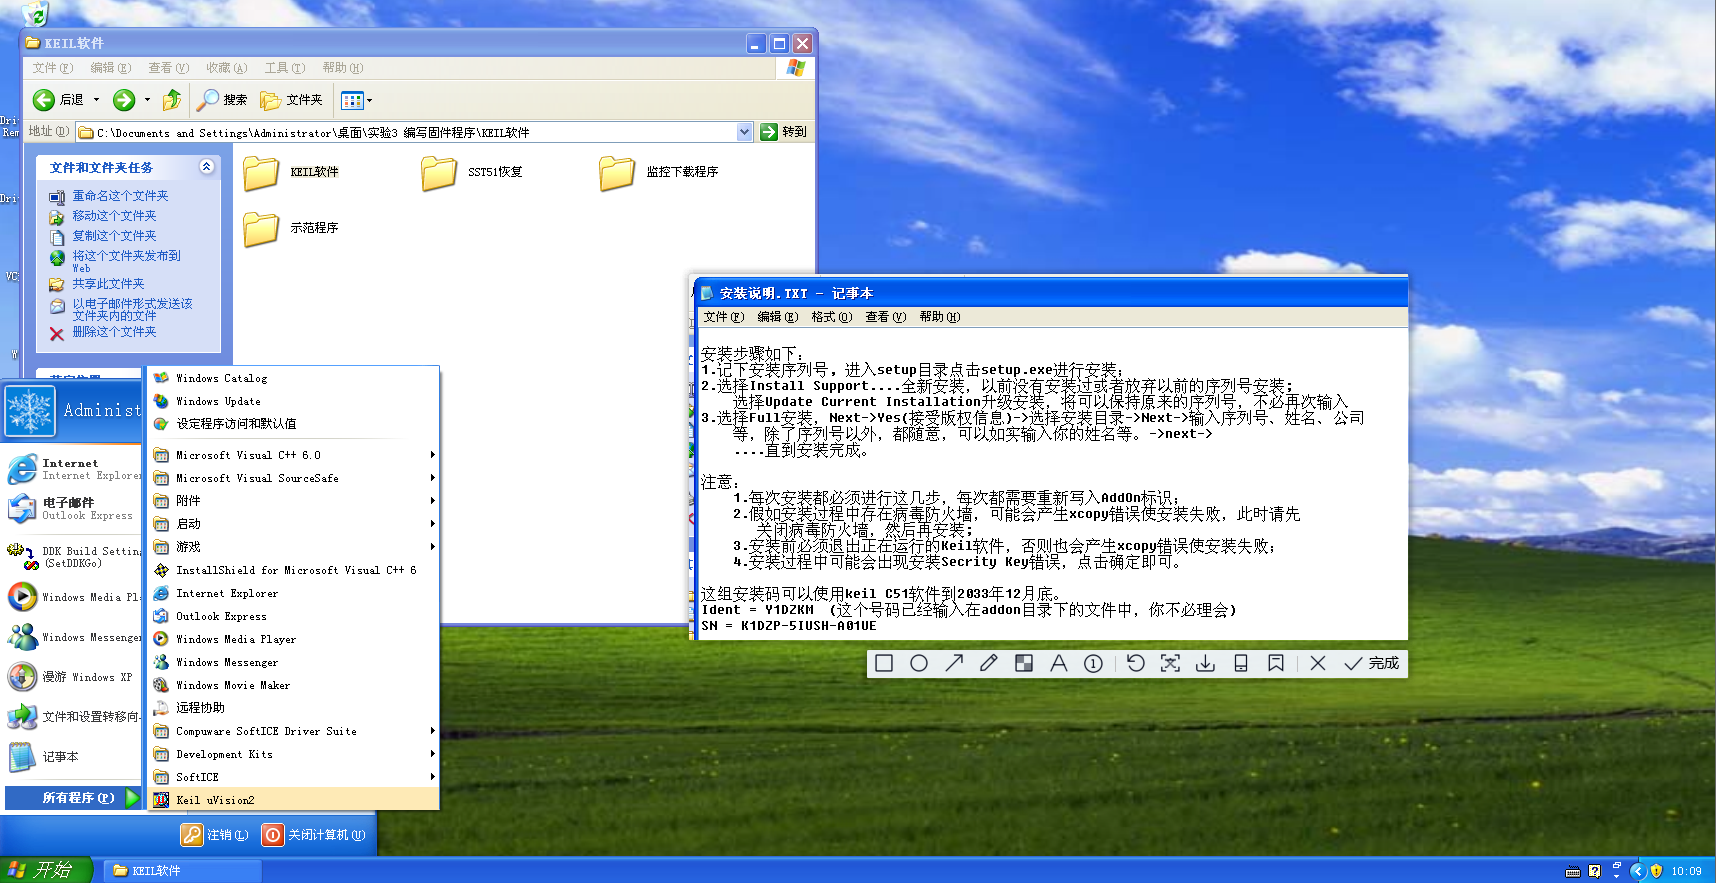 KEIL软件
文件(F) 编辑(E) 查看(V) 收藏(A) 工具(T) 帮助(H)
后退 搜索 文件夹
地址(D) C:\Documents and Settings\Administrator\桌面\实验3 编写固件程序\KEIL软件 转到
文件和文件夹任务
重命名这个文件夹
移动这个文件夹
复制这个文件夹
将这个文件夹发布到
Web
共享此文件夹
以电子邮件形式发送该
文件夹内的文件
删除这个文件夹
KEIL软件 SST51恢复 监控下载程序
示范程序
安装说明.TXT - 记事本
文件(F) 编辑(E) 格式(O) 查看(V) 帮助(H)
安装步骤如下:
1.记下安装序列号，进入setup目录点击setup.exe进行安装;
2.选择Install Support....全新安装，以前没有安装过或者放弃以前的序列号安装;
选择Update Current Installation升级安装，将可以保持原来的序列号，不必再次输入
3.选择Full安装，Next->Yes(接受版权信息)->选择安装目录->Next->输入序列号、姓名、公司
等，除了序列号以外，都随意，可以如实输入你的姓名等。->next->
....直到安装完成。
注意:
1.每次安装都必须进行这几步，每次都需要重新写入AddOn标识;
2.假如安装过程中存在病毒防火墙，可能会产生xcopy错误使安装失败，此时请先
关闭病毒防火墙，然后再安装;
3.安装前必须退出正在运行的Keil软件，否则也会产生xcopy错误使安装失败;
4.安装过程中可能会出现安装Secrity Key错误，点击确定即可。
这组安装码可以使用keil C51软件到2033年12月底。
Ident = Y1DZKM (这个号码已经输入在addon目录下的文件中，你不必理会)
SN = K1DZP-5IUSH-A01UE
完成
Administ
Internet
Internet Explorer
电子邮件
Outlook Express
DDK Build Settin
(SetDDKGo)
Windows Media Pla
Windows Messenger
漫游 Windows XP
文件和设置转移向
记事本
所有程序(P)
Windows Catalog
Windows Update
设定程序访问和默认值
Microsoft Visual C++ 6.0
Microsoft Visual SourceSafe
附件
启动
游戏
InstallShield for Microsoft Visual C++ 6
Internet Explorer
Outlook Express
Windows Media Player
Windows Messenger
Windows Movie Maker
远程协助
Compuware SoftICE Driver Suite
Development Kits
SoftICE
Keil uVision2
注销(L) 关闭计算机(U)
开始 KEIL软件 10:09